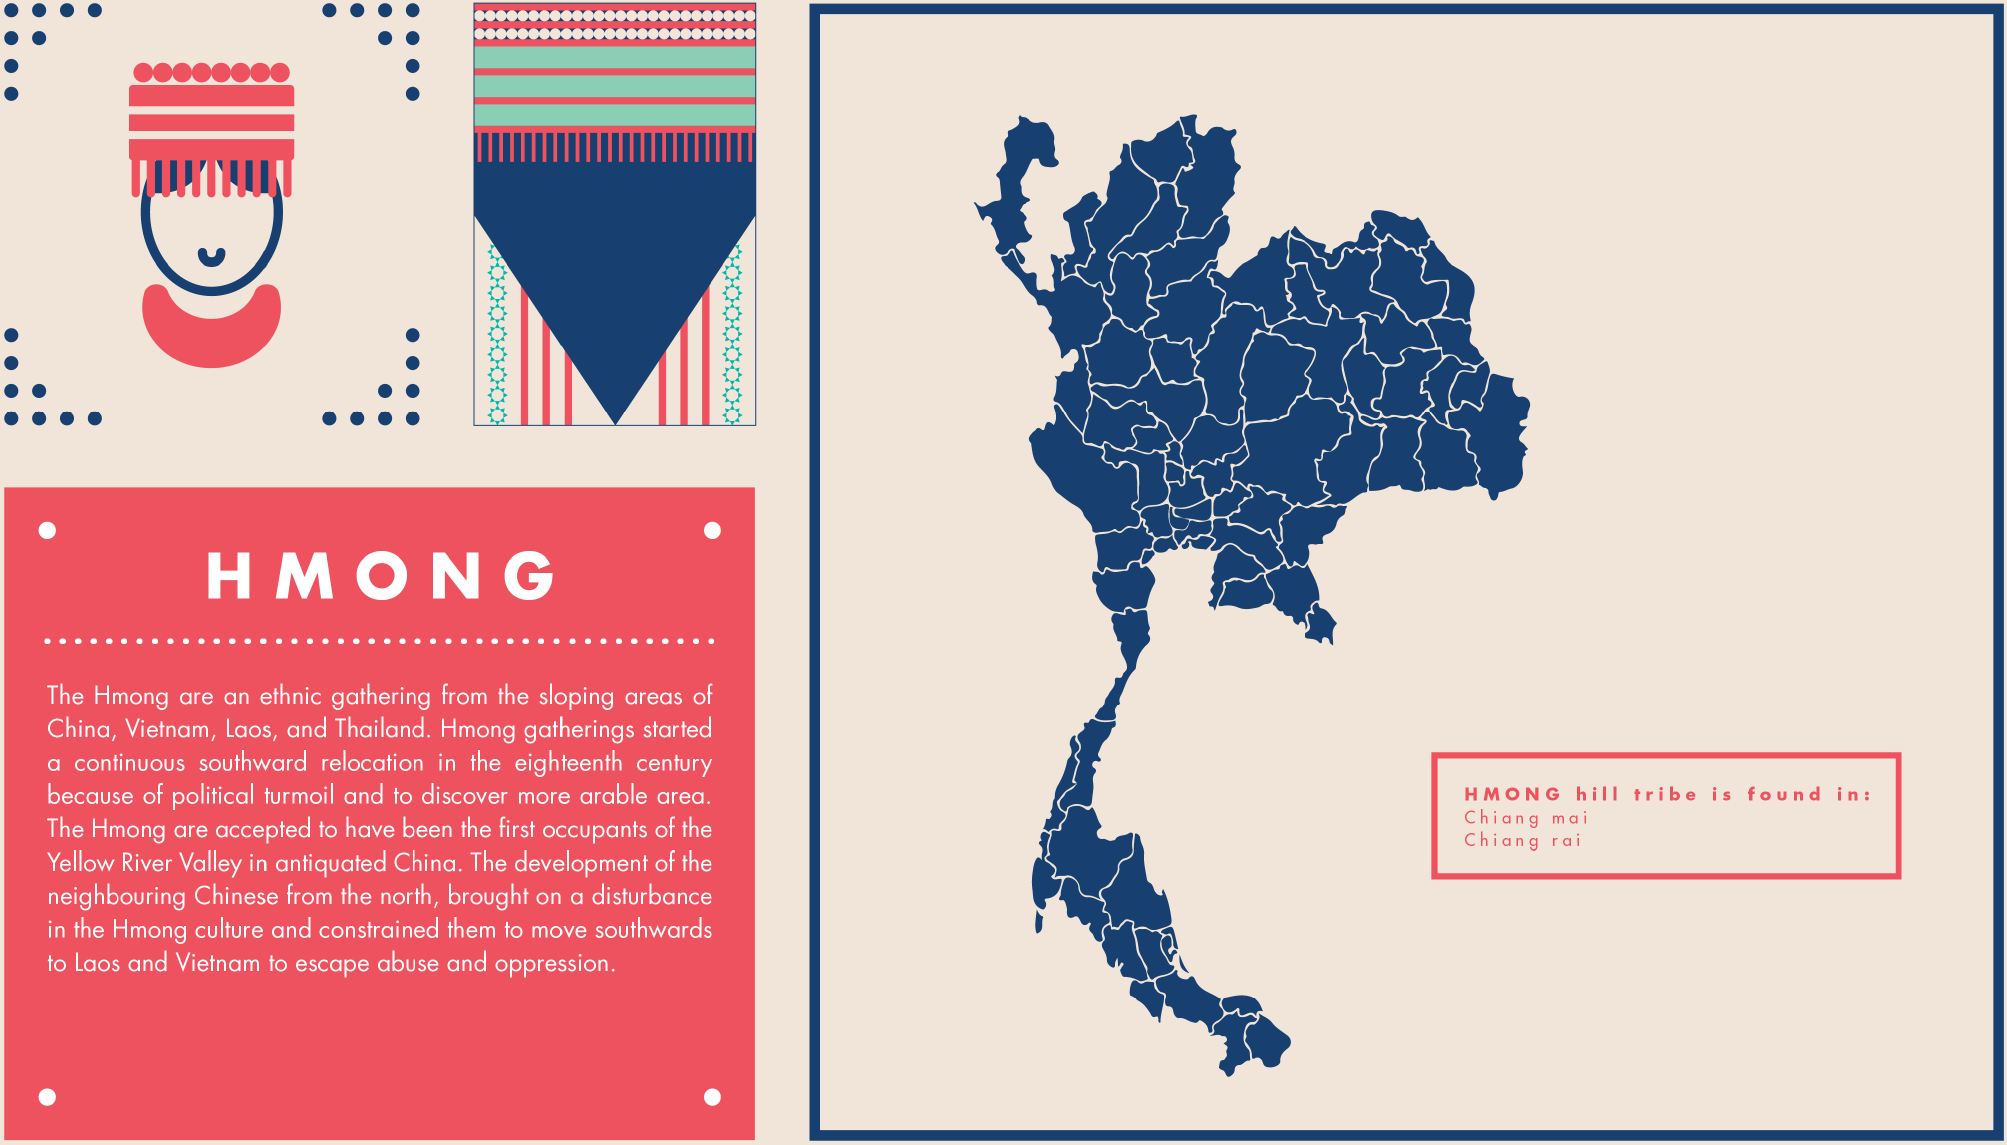 HMONG
The Hmong are an ethnic gathering from the sloping areas of
China, Vietnam, Laos, and Thailand. Hmong gatherings started
a continuous southward relocation in the eighteenth century
because of political turmoil and to discover more arable area.
The Hmong are accepted to have been the first occupants of the
Yellow River Valley in antiquated China. The development of the
neighbouring Chinese from the north, brought on a disturbance
in the Hmong culture and constrained them to move southwards
to Laos and Vietnam to escape abuse and oppression.
HMONG hill tribe is found in:
Chiang mai
Chiang rai